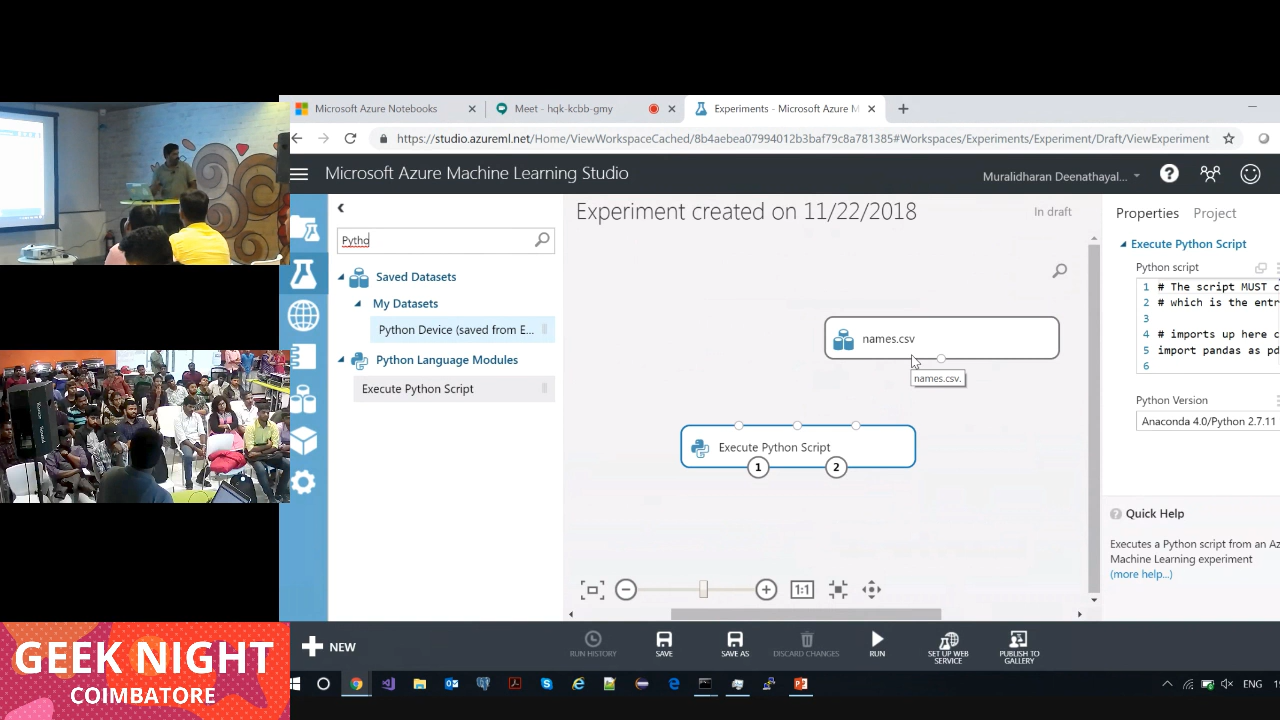 Microsoft Azure Notebooks
Meet - hqk-kcbb-gmy
Experiments - Microsoft Azure M
https://studio.azureml.net/Home/ViewWorkspaceCached/8b4aebea07994012b3baf79c8a781385#Workspaces/Experiments/Experiment/Draft/ViewExperiment
Microsoft Azure Machine Learning Studio
Muralidharan Deenathayal...
Pythd
Saved Datasets
My Datasets
Python Device (saved from E...
Python Language Modules
Execute Python Script
Experiment created on 11/22/2018
In draft
names.csv
names.csv.
Execute Python Script
1
2
1:1
Properties
Project
Execute Python Script
Python script
1 # The script MUST c
2 # which is the entr
3
4 # imports up here c
5 import pandas as pd
6
Python Version
Anaconda 4.0/Python 2.7.11
Quick Help
Executes a Python script from an Az
Machine Learning experiment
(more help...)
NEW
RUN HISTORY
SAVE
SAVE AS
DISCARD CHANGES
RUN
SET UP WEB SERVICE
PUBLISH TO GALLERY
ENG
GEEK NIGHT
COIMBATORE